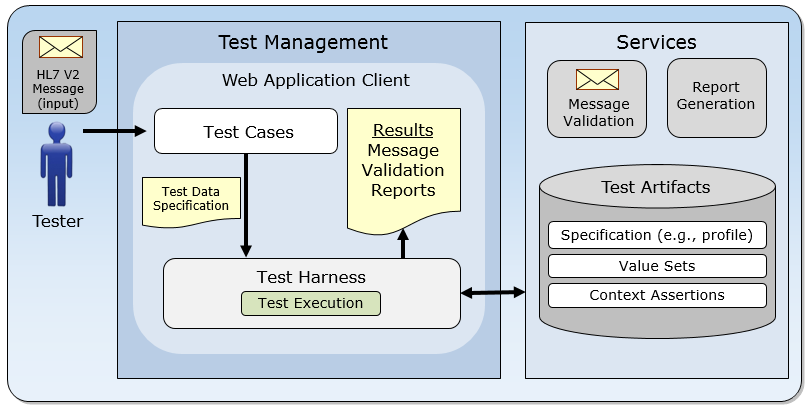 HL7 V2
Message
(input)
Tester
Test Management
Web Application Client
Test Cases
Test Data
Specification
Results
Message
Validation
Reports
Test Harness
Test Execution
Services
Message
Validation
Report
Generation
Test Artifacts
Specification (e.g., profile)
Value Sets
Context Assertions